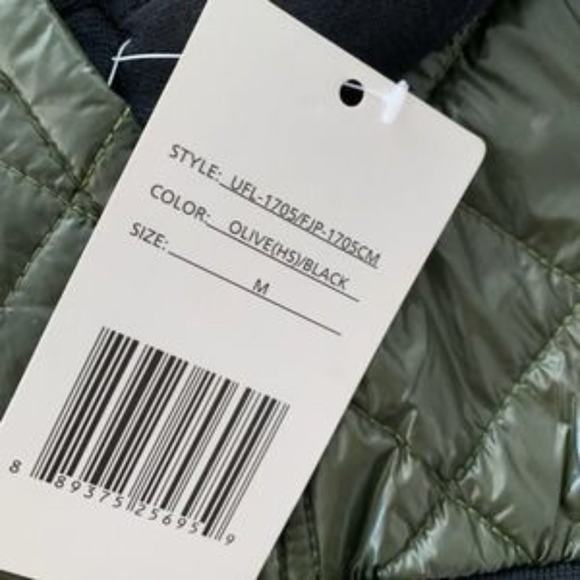 STYLE: UFL-1705/FJP-1705CM
COLOR: OLIVE(HS)/BLACK
SIZE: M
8 89375 25695 9